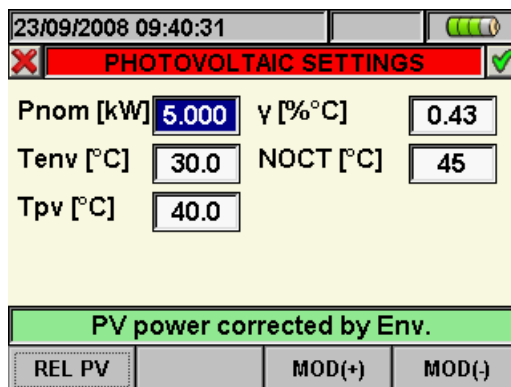 23/09/2008 09:40:31
PHOTOVOLTAIC SETTINGS
Pnom [kW] 5.000 γ [%°C] 0.43
Tenv [°C] 30.0 NOCT [°C] 45
Tpv [°C] 40.0
PV power corrected by Env.
REL PV MOD(+) MOD(-)